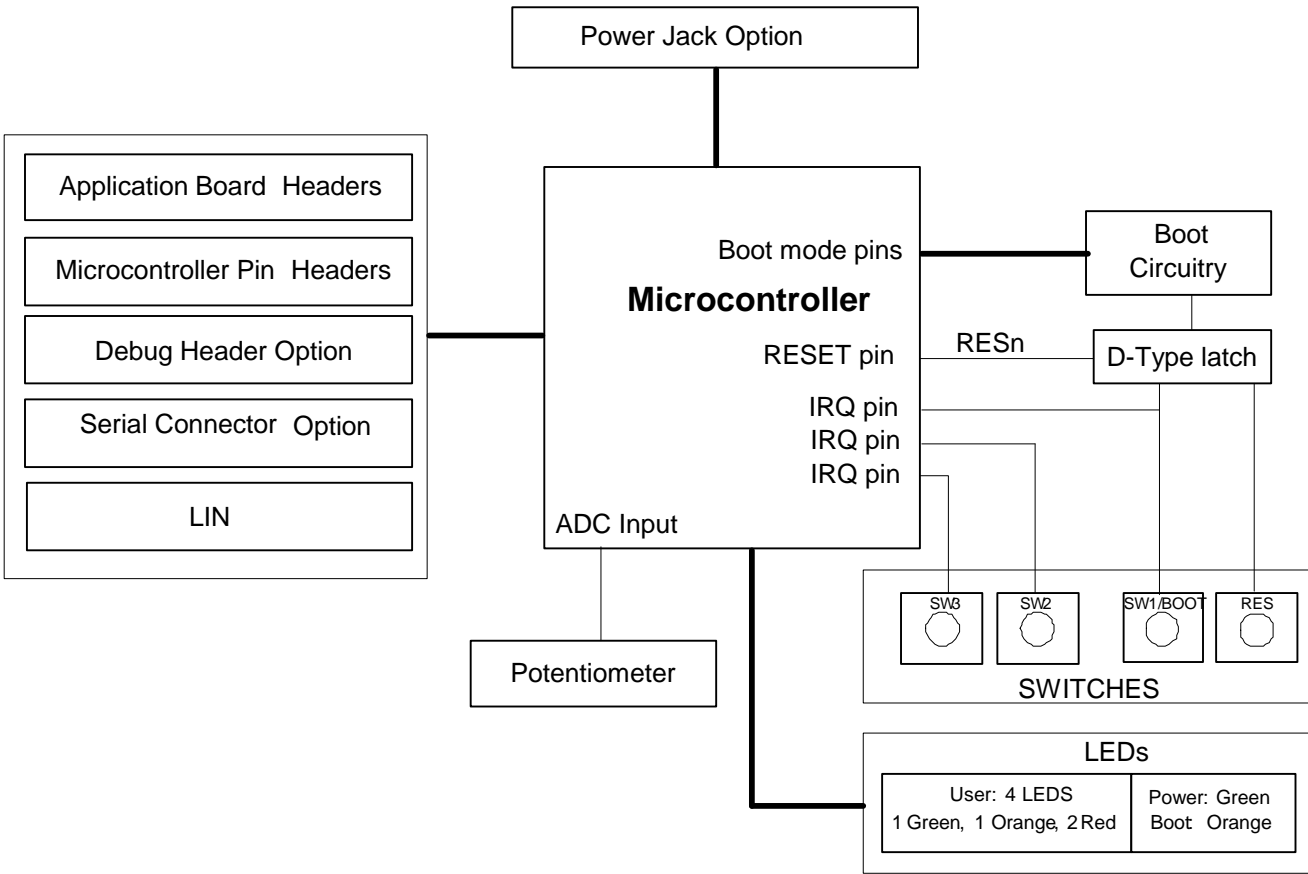 Power Jack Option
Application Board Headers
Microcontroller Pin Headers
Debug Header Option
Serial Connector Option
LIN
Boot mode pins
Microcontroller
RESET pin
IRQ pin
IRQ pin
IRQ pin
ADC Input
RESn
Boot
Circuitry
D-Type latch
Potentiometer
SW3
SW2
SW1/BOOT
RES
SWITCHES
LEDs
User: 4 LEDS
1 Green, 1 Orange, 2 Red
Power: Green
Boot: Orange